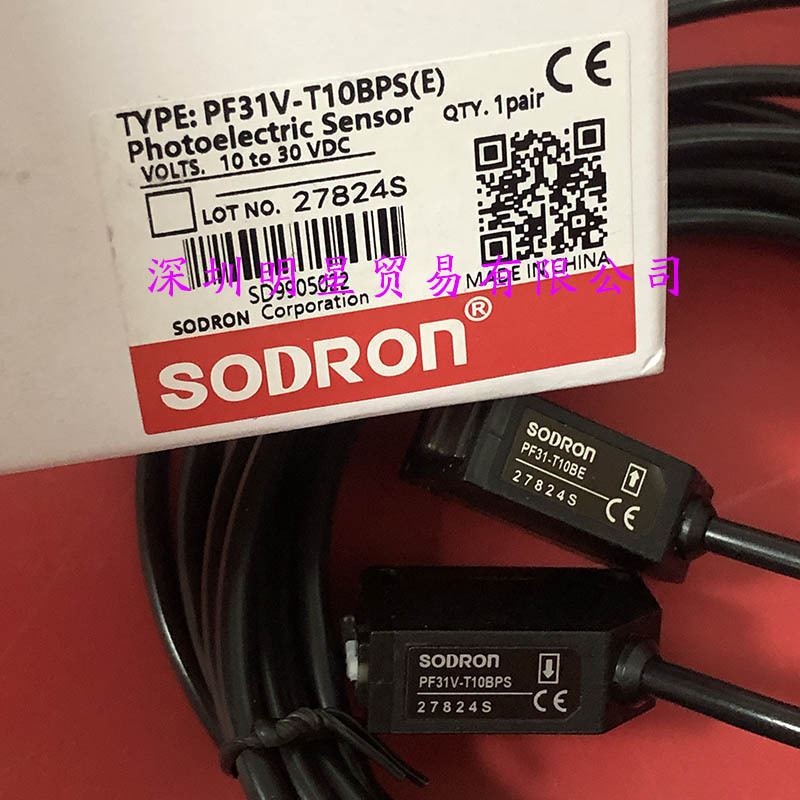 TYPE: PF31V-T10BPS(E)
Photoelectric Sensor
QTY. 1pair
CE
VOLTS. 10 to 30 VDC
LOT NO. 27824S
深圳明星贸易有限公司
SD9905022
MADE IN CHINA
SODRON Corporation
SODRON®
SODRON
PF31-T10BE
27824S
CE
SODRON
PF31V-T10BPS
27824S
CE